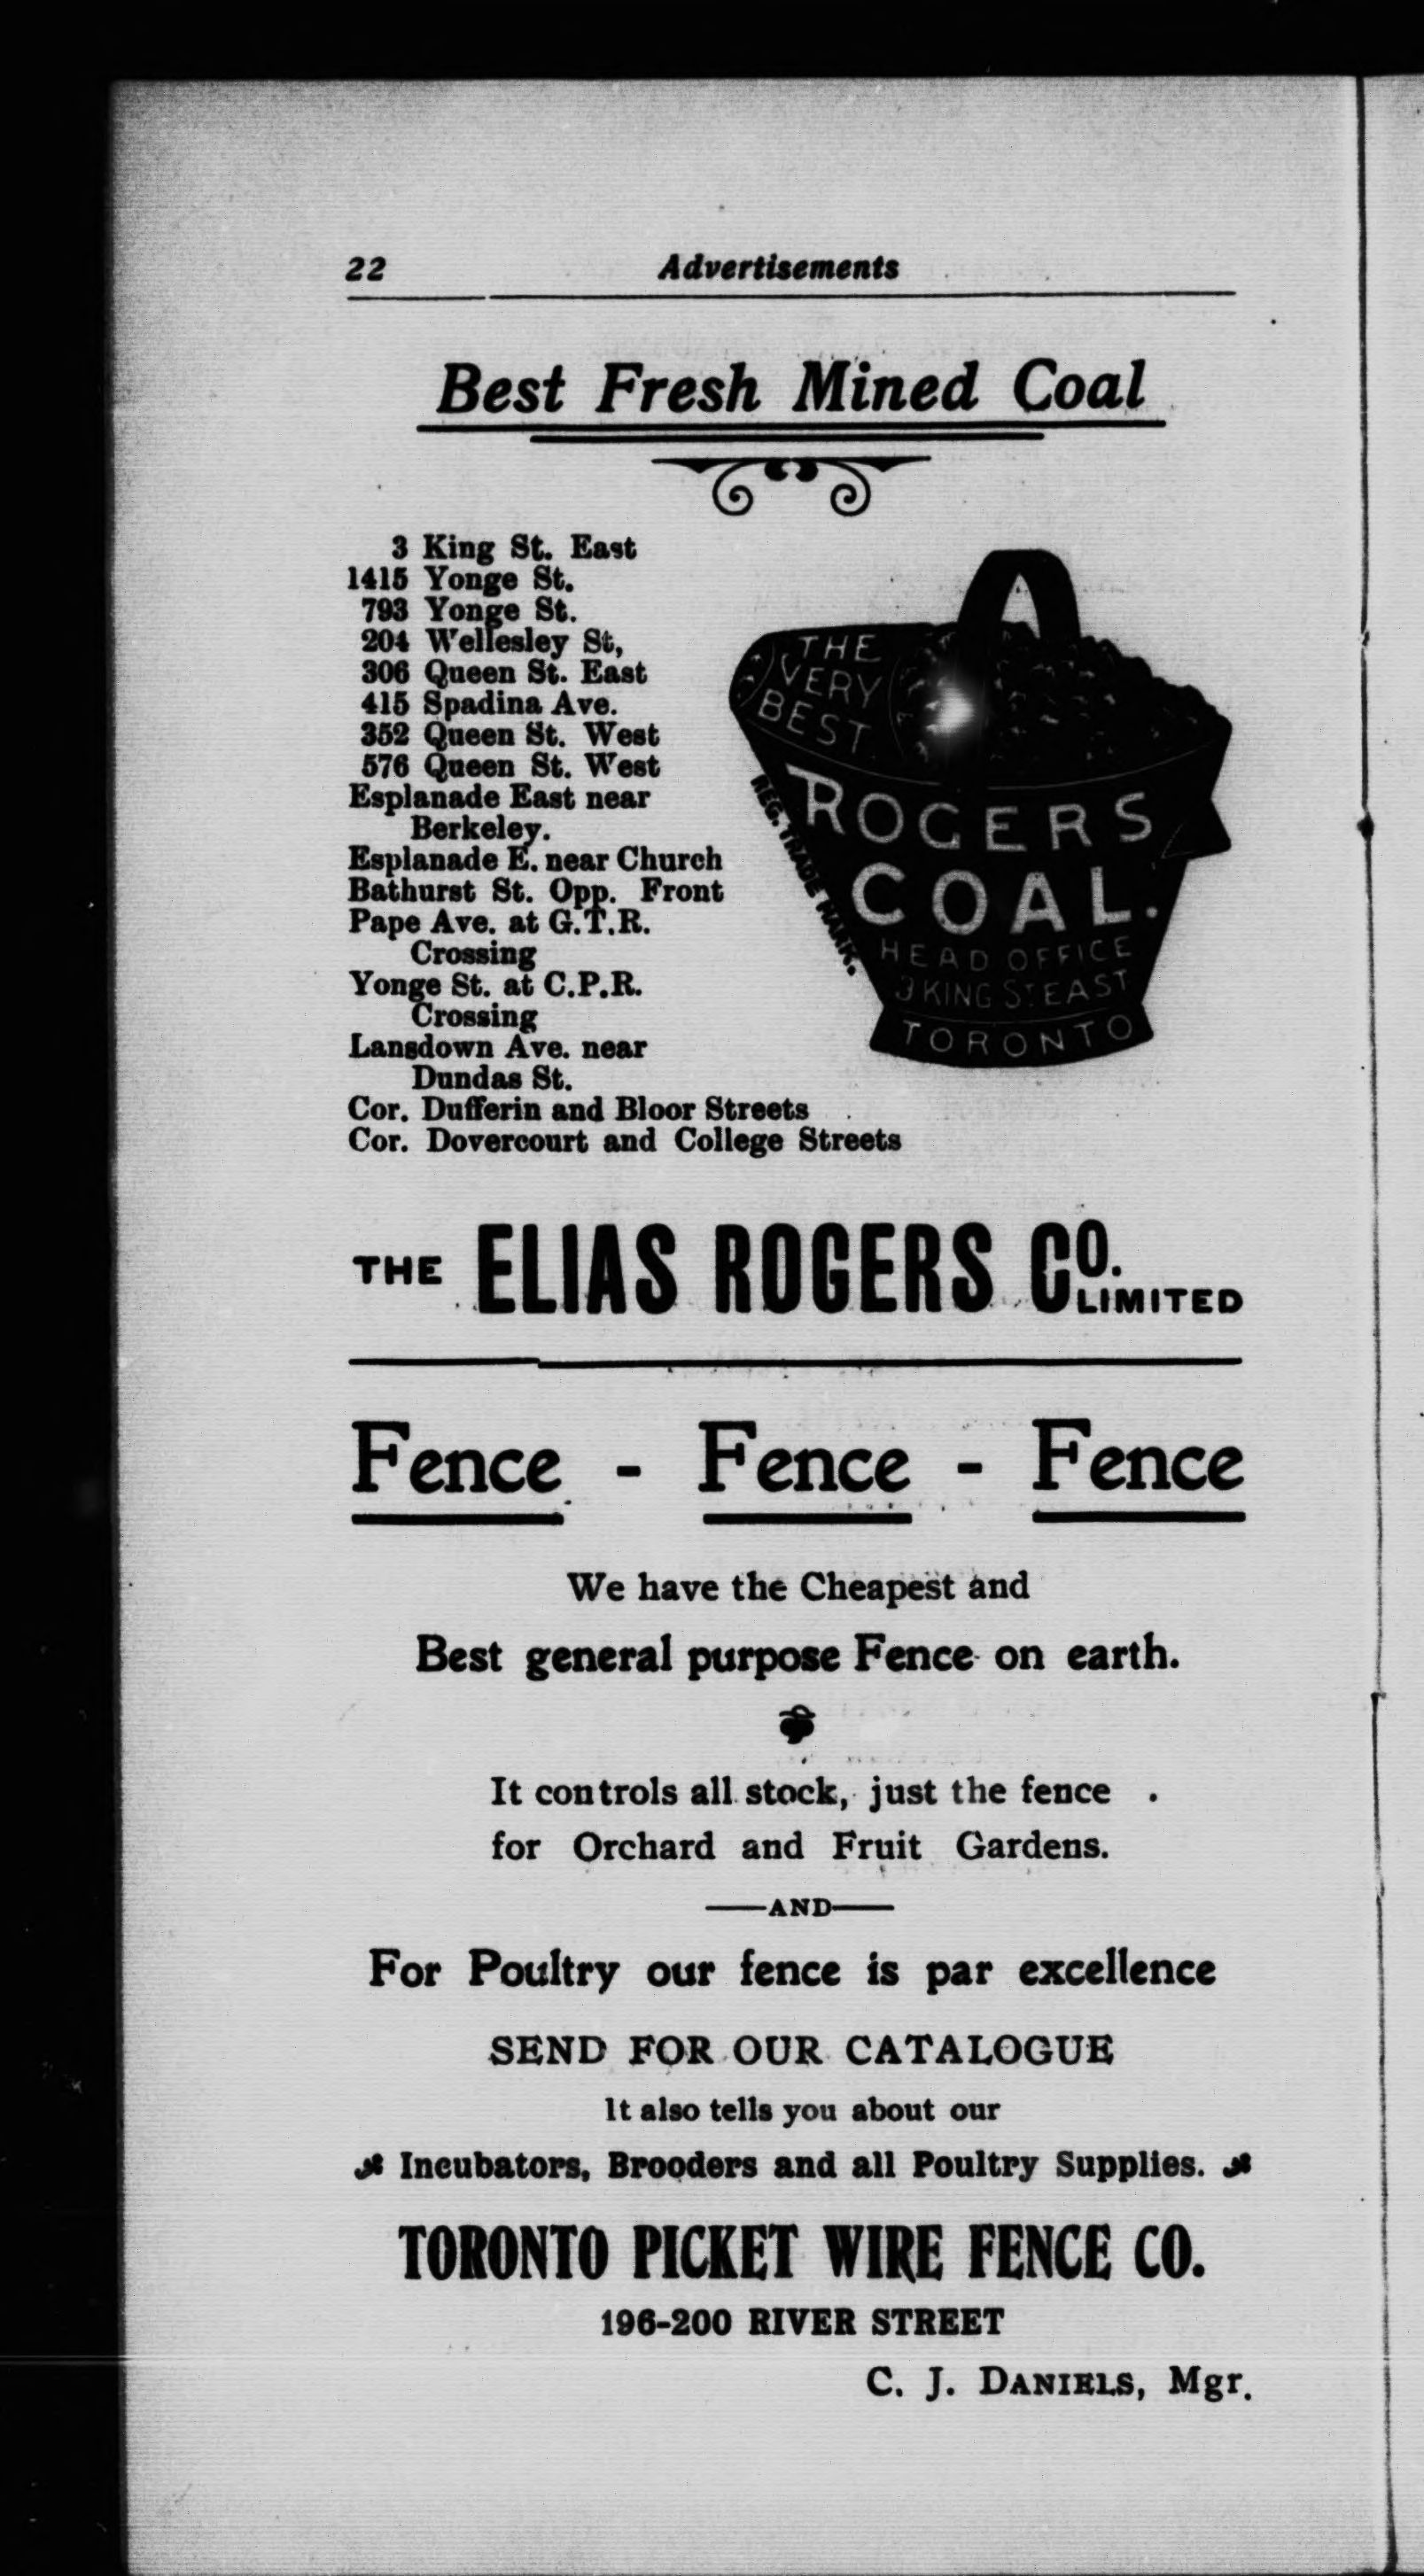 22 Advertisements
Best Fresh Mined Coal
3 King St. East
1415 Yonge St.
793 Yonge St.
204 Wellesley St,
306 Queen St. East
415 Spadina Ave.
352 Queen St. West
576 Queen St. West
Esplanade East near
Berkeley.
Esplanade E. near Church
Bathurst St. Opp. Front
Pape Ave. at G.T.R.
Crossing
Yonge St. at C.P.R.
Crossing
Lansdown Ave. near
Dundas St.
Cor. Dufferin and Bloor Streets
Cor. Dovercourt and College Streets
THE
VERY
BEST
REG. TRADE MARK.
ROGERS
COAL.
HEAD OFFICE
3 KING ST EAST
TORONTO
THE ELIAS ROGERS CO. LIMITED
Fence - Fence - Fence
We have the Cheapest and
Best general purpose Fence on earth.
It controls all stock, just the fence .
for Orchard and Fruit Gardens.
—AND—
For Poultry our fence is par excellence
SEND FOR OUR CATALOGUE
It also tells you about our
Incubators, Brooders and all Poultry Supplies.
TORONTO PICKET WIRE FENCE CO.
196-200 RIVER STREET
C. J. DANIELS, Mgr.